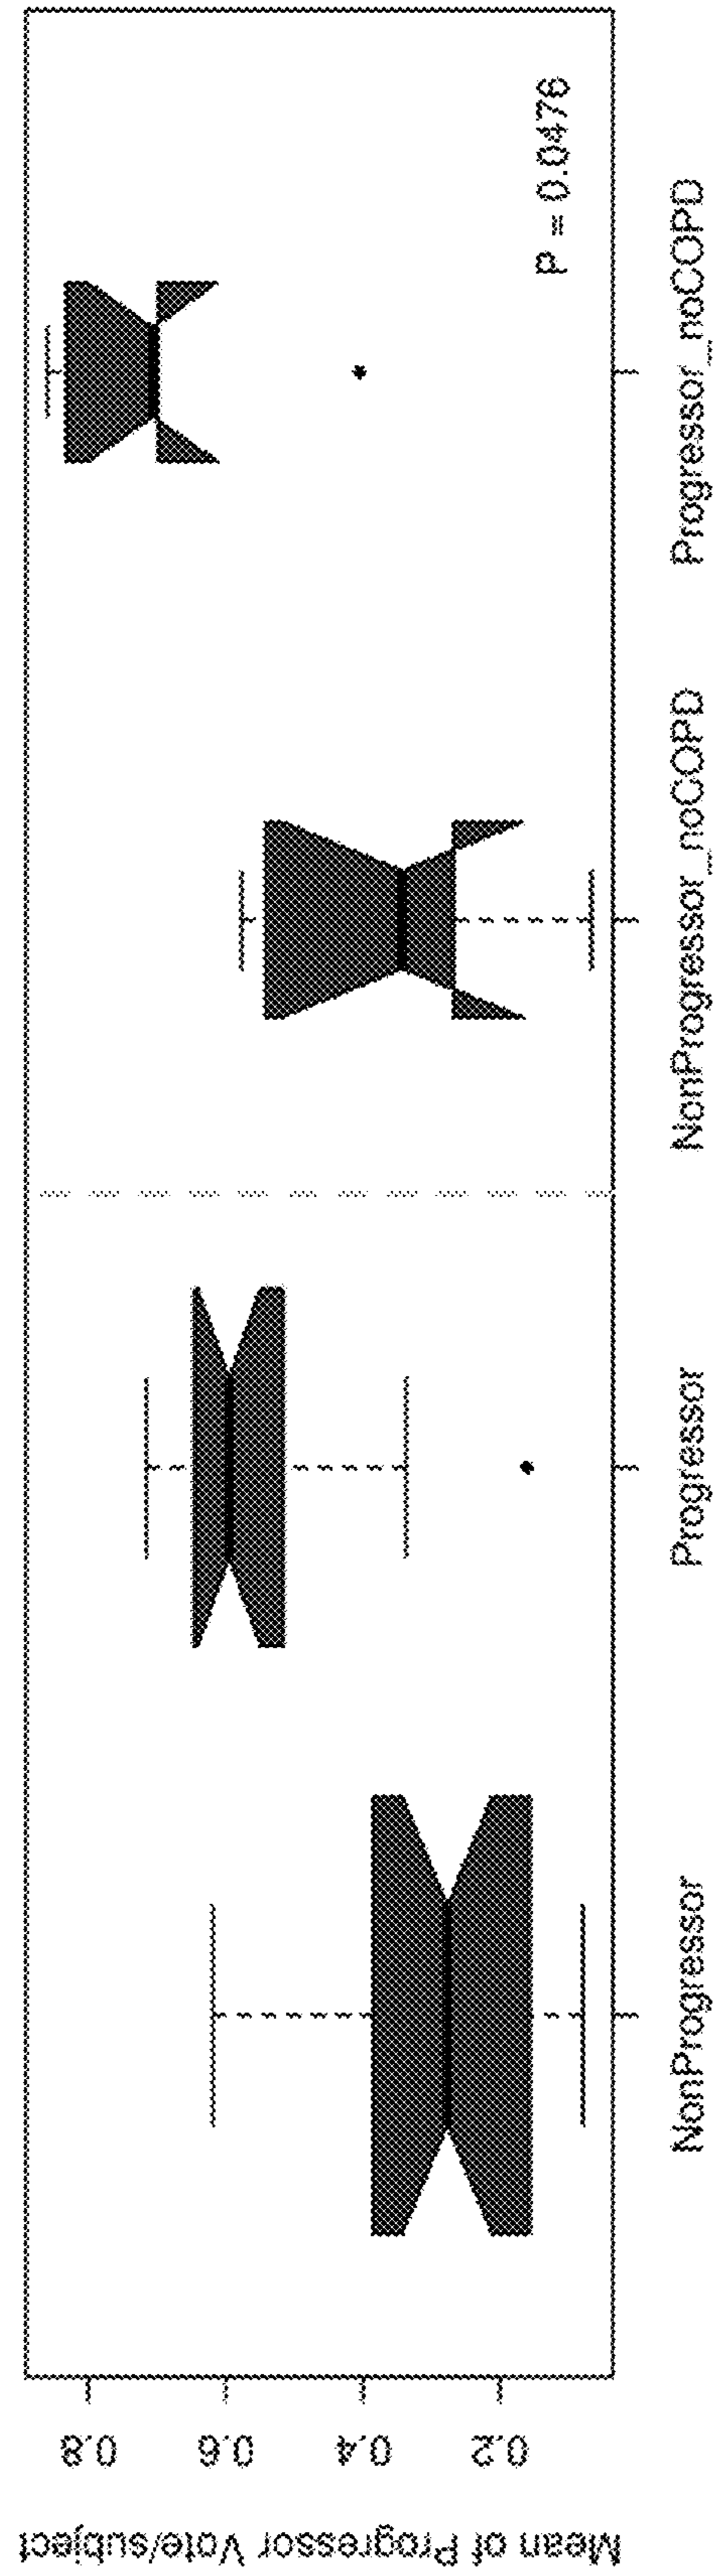 Mean of Progressor Vote/subject
0.8
0.6
0.4
0.2
P = 0.0476
NonProgressor
Progressor
NonProgressor_noCOPD
Progressor_noCOPD